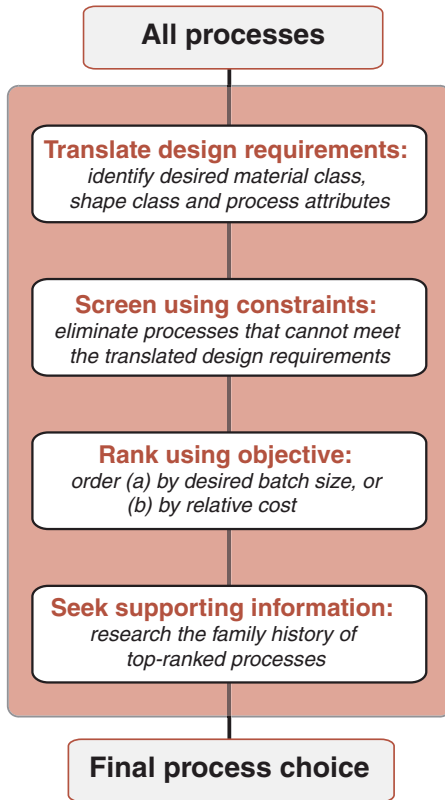 All processes
Translate design requirements:
identify desired material class,
shape class and process attributes
Screen using constraints:
eliminate processes that cannot meet
the translated design requirements
Rank using objective:
order (a) by desired batch size, or
(b) by relative cost
Seek supporting information:
research the family history of
top-ranked processes
Final process choice